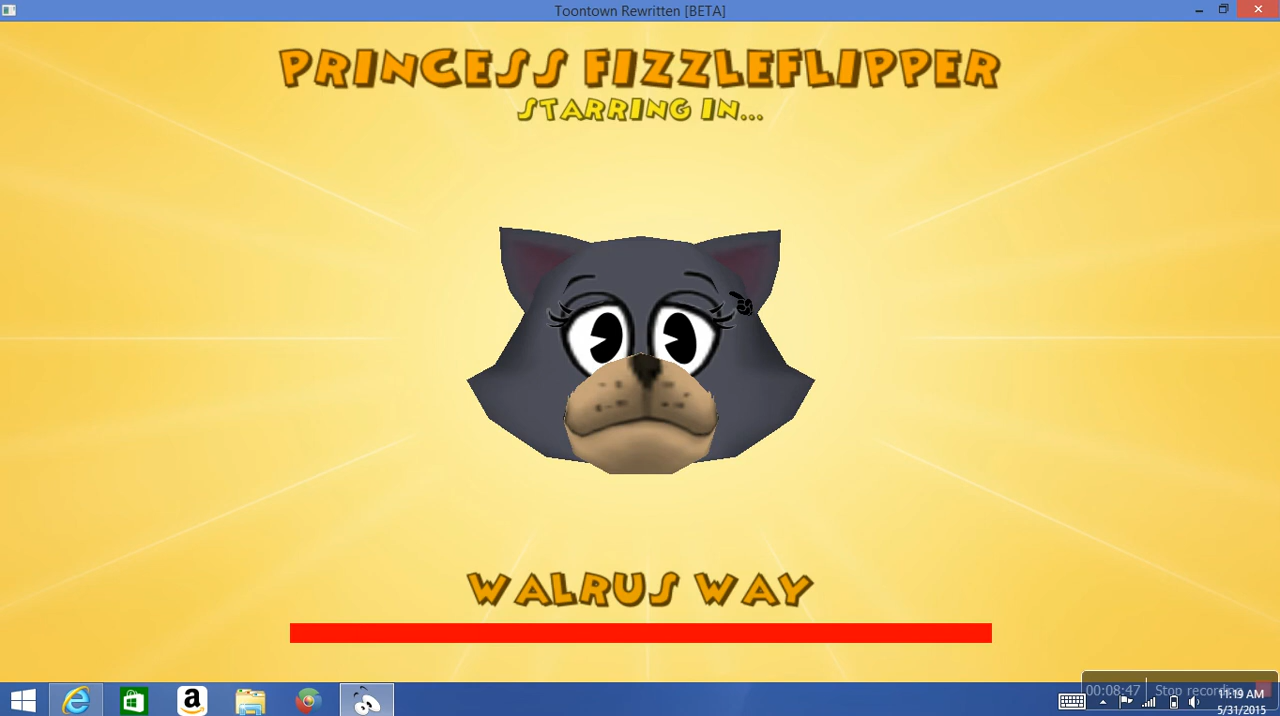 Toontown Rewritten [BETA]
PRINCESS FIZZLEFLIPPER
STARRING IN...
WALRUS WAY
00:08:47 Stop recording
11:19 AM
5/31/2015